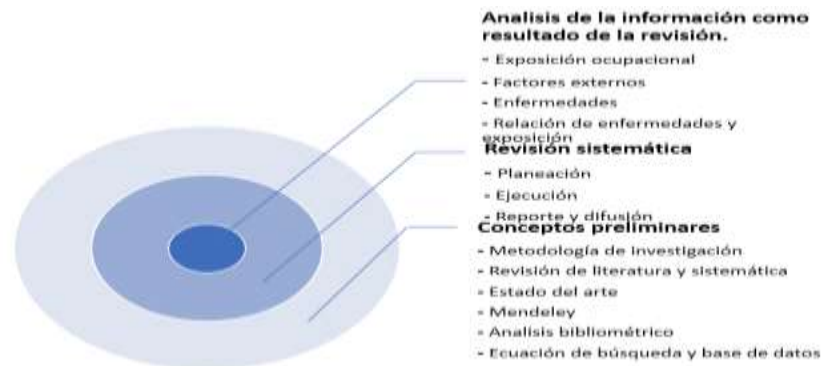 Analisis de la información como
resultado de la revisión.
- Exposición ocupacional
- Factores externos
- Enfermedades
- Relación de enfermedades y
exposición
Revisión sistemática
- Planeación
- Ejecución
- Reporte y difusión
Conceptos preliminares
- Metodología de investigación
- Revisión de literatura y sistemática
- Estado del arte
- Mendeley
- Analisis bibliométrico
- Ecuación de búsqueda y base de datos